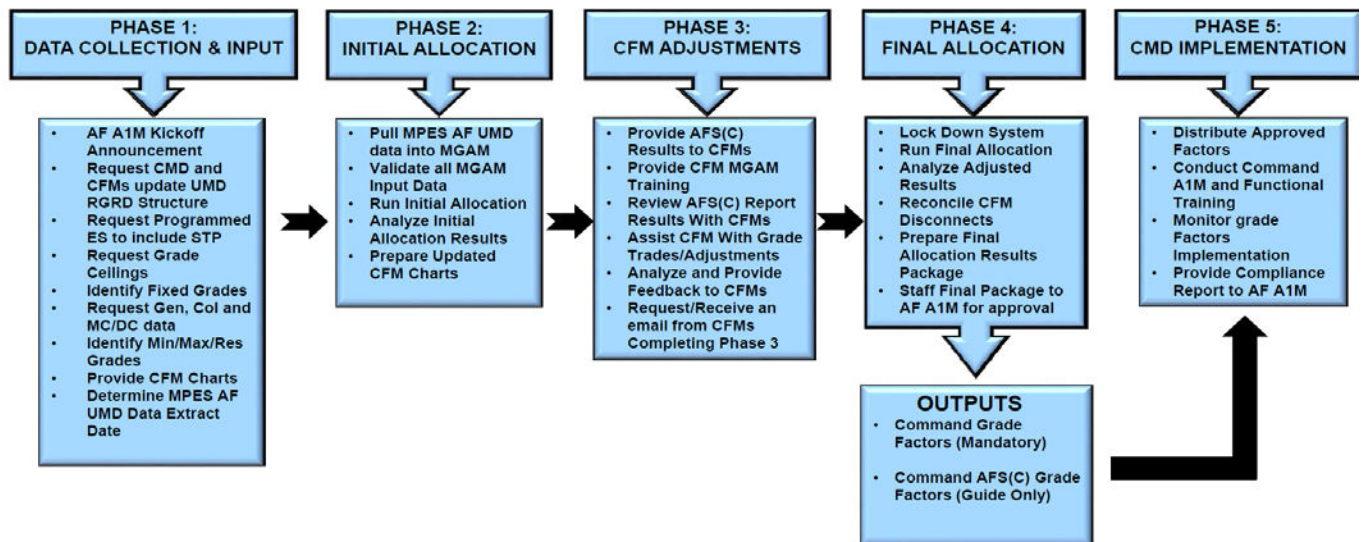 PHASE 1:
DATA COLLECTION & INPUT
• AF A1M Kickoff
Announcement
• Request CMD and
CFMs update UMD
RGRD Structure
• Request Programmed
ES to include STP
• Request Grade
Ceilings
• Identify Fixed Grades
• Request Gen, Col and
MC/DC data
• Identify Min/Max/Res
Grades
• Provide CFM Charts
• Determine MPES AF
UMD Data Extract
Date
PHASE 2:
INITIAL ALLOCATION
• Pull MPES AF UMD
data into MGAM
• Validate all MGAM
Input Data
• Run Initial Allocation
• Analyze Initial
Allocation Results
• Prepare Updated
CFM Charts
PHASE 3:
CFM ADJUSTMENTS
• Provide AFS(C)
Results to CFMs
• Provide CFM MGAM
Training
• Review AFS(C) Report
Results With CFMs
• Assist CFM With Grade
Trades/Adjustments
• Analyze and Provide
Feedback to CFMs
• Request/Receive an
email from CFMs
Completing Phase 3
PHASE 4:
FINAL ALLOCATION
• Lock Down System
• Run Final Allocation
• Analyze Adjusted
Results
• Reconcile CFM
Disconnects
• Prepare Final
Allocation Results
Package
• Staff Final Package to
AF A1M for approval
OUTPUTS
• Command Grade
Factors (Mandatory)
• Command AFS(C) Grade
Factors (Guide Only)
PHASE 5:
CMD IMPLEMENTATION
• Distribute Approved
Factors
• Conduct Command
A1M and Functional
Training
• Monitor grade
Factors
Implementation
• Provide Compliance
Report to AF A1M